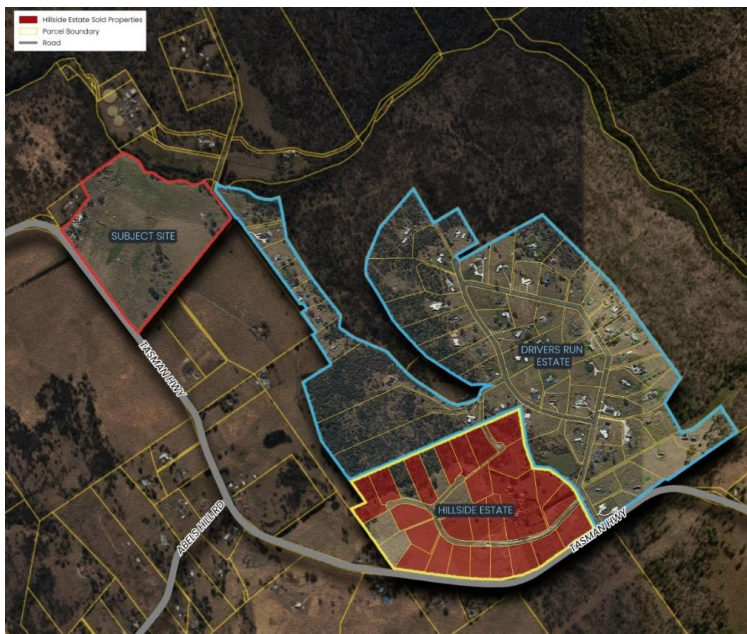 Hillside Estate Sold Properties
Parcel Boundary
Road
SUBJECT SITE
TASMAN HWY
DRIVERS RUN
ESTATE
HILLSIDE ESTATE
ABELS HILL RD
TASMAN HWY